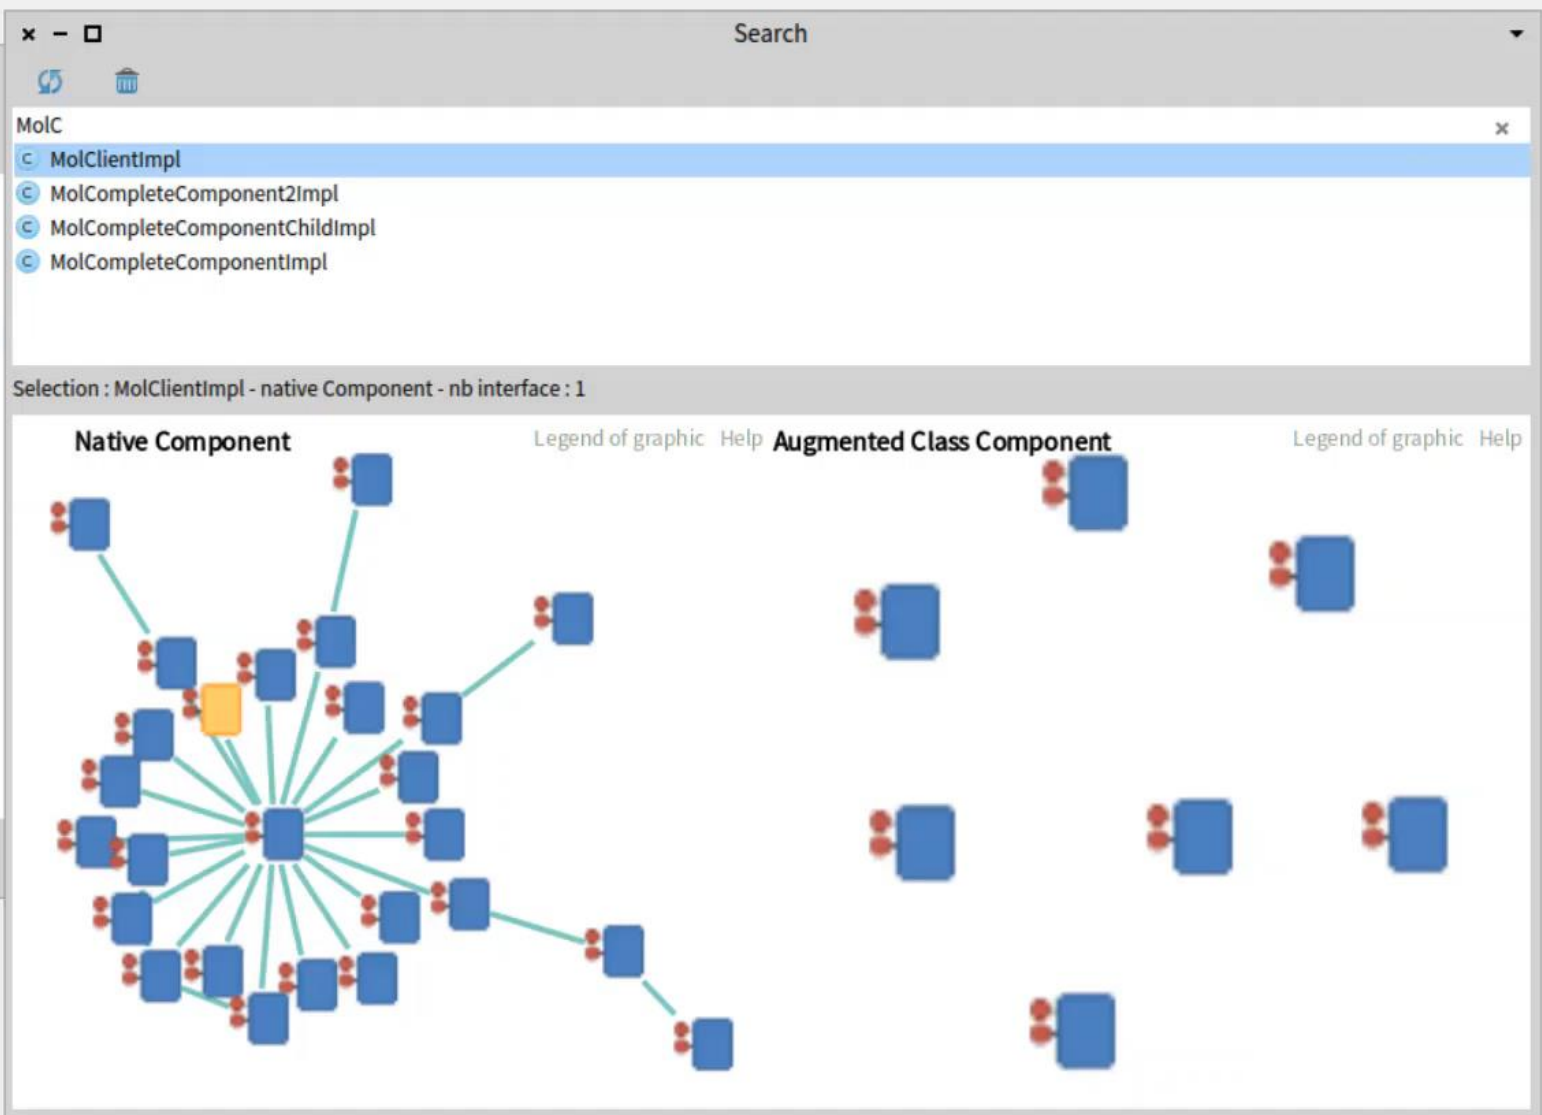 Search
MolC
C MolClientImpl
C MolCompleteComponent2Impl
C MolCompleteComponentChildImpl
C MolCompleteComponentImpl
Selection : MolClientImpl - native Component - nb interface : 1
Native Component Legend of graphic Help
Augmented Class Component Legend of graphic Help